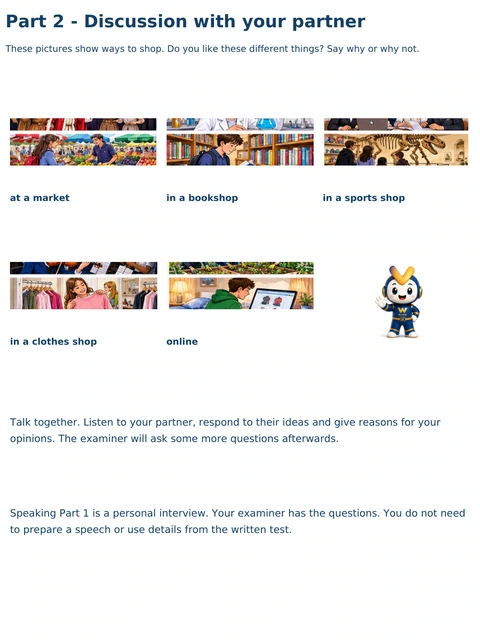 Part 2 - Discussion with your partner
These pictures show ways to shop. Do you like these different things? Say why or why not.
at a market
in a bookshop
in a sports shop
in a clothes shop
online
W
Talk together. Listen to your partner, respond to their ideas and give reasons for your
opinions. The examiner will ask some more questions afterwards.
Speaking Part 1 is a personal interview. Your examiner has the questions. You do not need
to prepare a speech or use details from the written test.